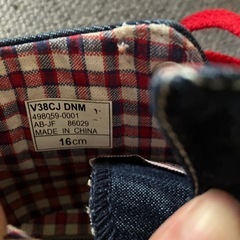 V38CJ DNM
498059-0001
AB-JF 86029
MADE IN CHINA
16cm